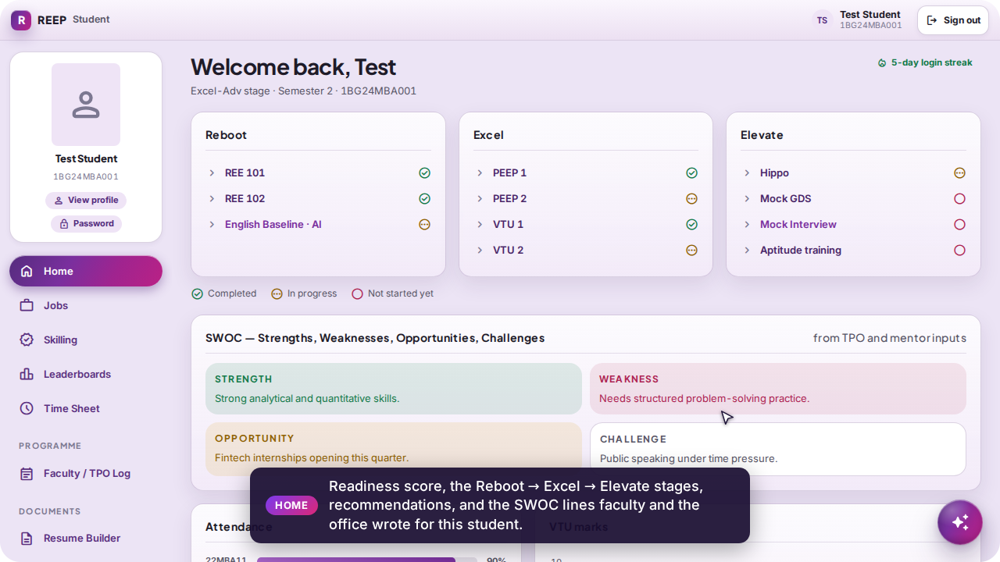 R REEP Student
TS Test Student
1BG24MBA001
Sign out
Test Student
1BG24MBA001
View profile
Password
Home
Jobs
Skilling
Leaderboards
Time Sheet
PROGRAMME
Faculty / TPO Log
DOCUMENTS
Resume Builder
Welcome back, Test
5-day login streak
Excel-Adv stage · Semester 2 · 1BG24MBA001
Reboot
REE 101
REE 102
English Baseline · AI
Excel
PEEP 1
PEEP 2
VTU 1
VTU 2
Elevate
Hippo
Mock GDS
Mock Interview
Aptitude training
Completed In progress Not started yet
SWOC — Strengths, Weaknesses, Opportunities, Challenges
from TPO and mentor inputs
STRENGTH
Strong analytical and quantitative skills.
WEAKNESS
Needs structured problem-solving practice.
OPPORTUNITY
Fintech internships opening this quarter.
CHALLENGE
Public speaking under time pressure.
HOME
Readiness score, the Reboot → Excel → Elevate stages,
recommendations, and the SWOC lines faculty and the
office wrote for this student.
Attendance
22MBA11 90%
VTU marks
10